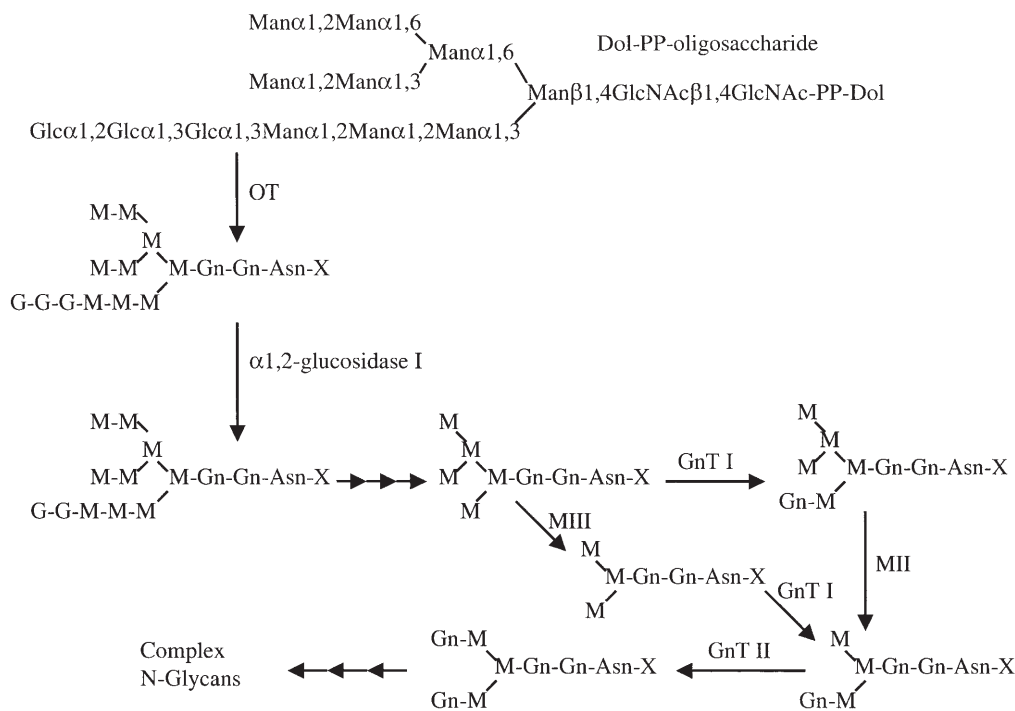 Manα1,2Manα1,6
Dol-PP-oligosaccharide
Manα1,6
Manα1,2Manα1,3
Manβ1,4GlcNAcβ1,4GlcNAc-PP-Dol
Glcα1,2Glcα1,3Glcα1,3Manα1,2Manα1,2Manα1,3
OT
M-M
M
M-M M-Gn-Gn-Asn-X
G-G-G-M-M-M
α1,2-glucosidase I
M-M
M
M-M M-Gn-Gn-Asn-X
G-G-M-M-M
M
M
M M-Gn-Gn-Asn-X
M
GnT I
M
M
M M-Gn-Gn-Asn-X
Gn-M
MIII
M
M-Gn-Gn-Asn-X
M
GnT I
MII
M
M-Gn-Gn-Asn-X
Gn-M
GnT II
Gn-M
M-Gn-Gn-Asn-X
Gn-M
Complex
N-Glycans